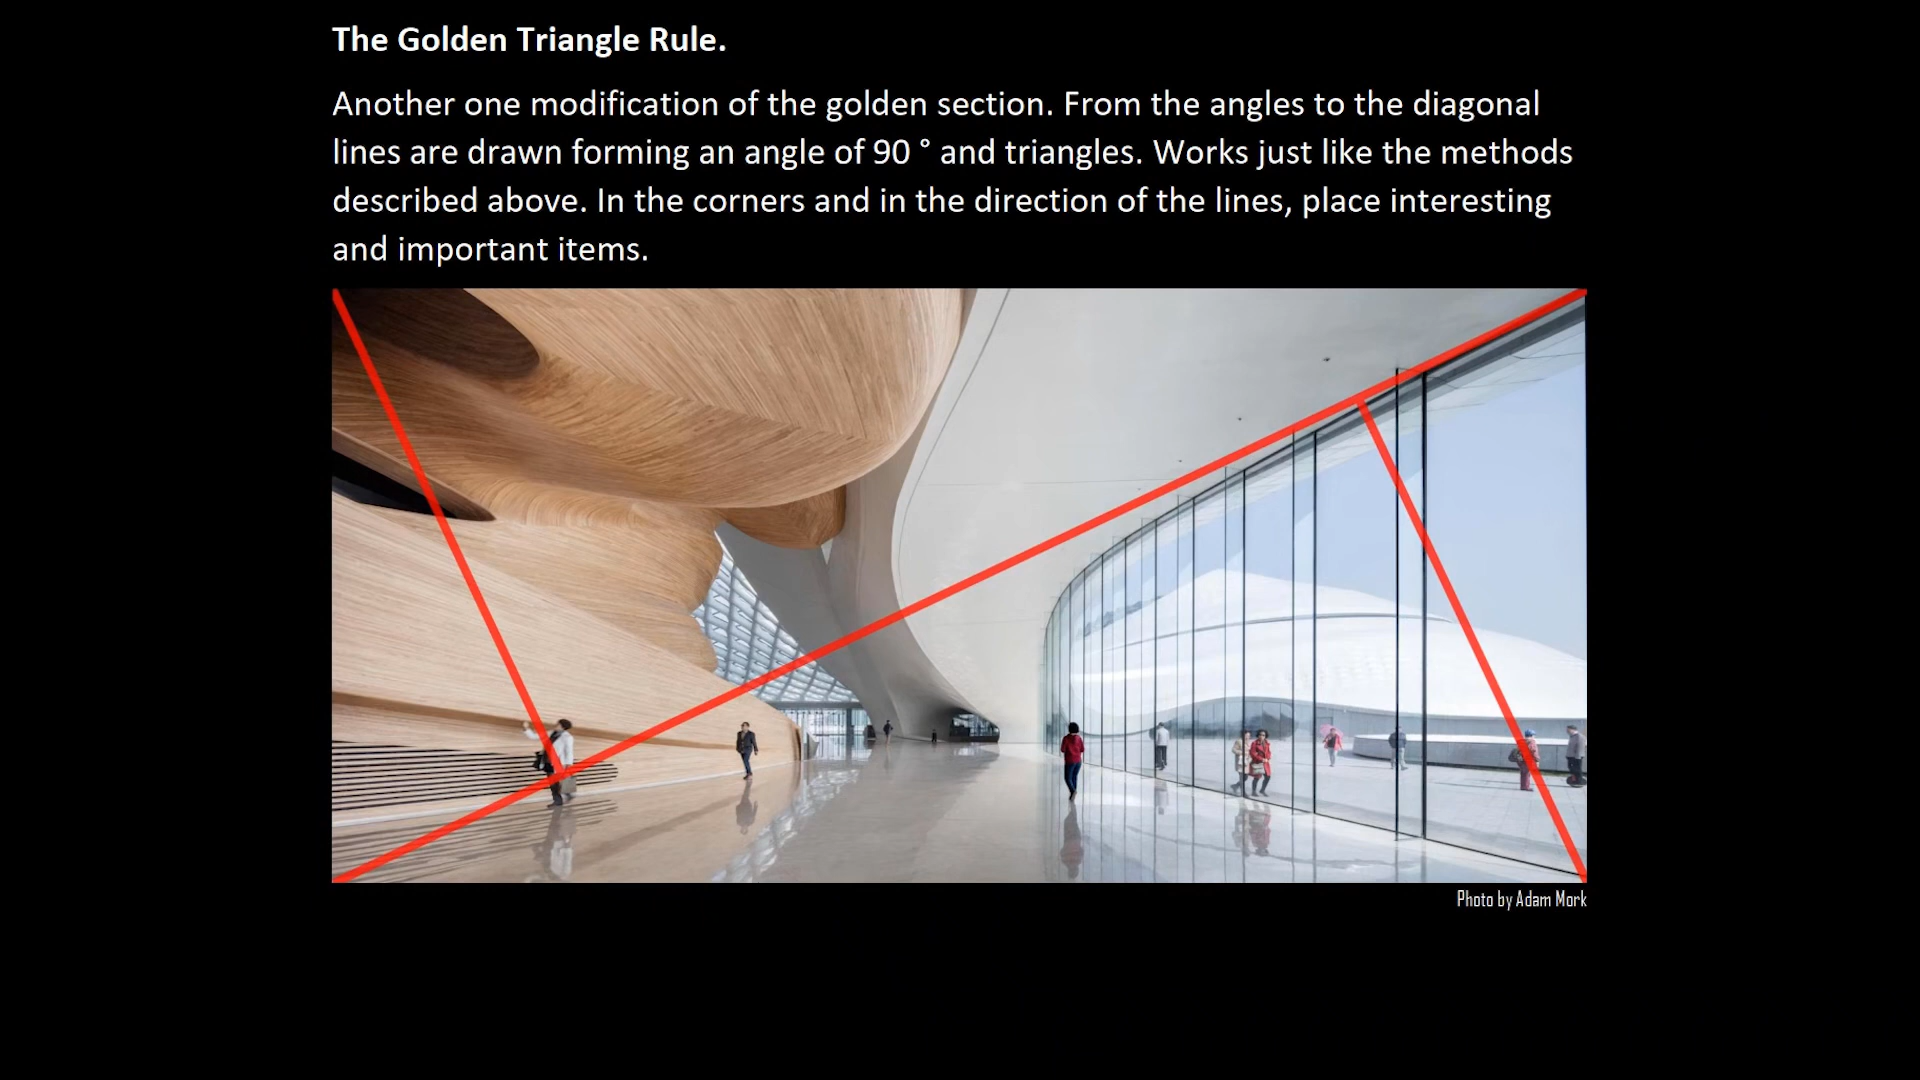 The Golden Triangle Rule.
Another one modification of the golden section. From the angles to the diagonal
lines are drawn forming an angle of 90 ° and triangles. Works just like the methods
described above. In the corners and in the direction of the lines, place interesting
and important items.
Photo by Adam Mork